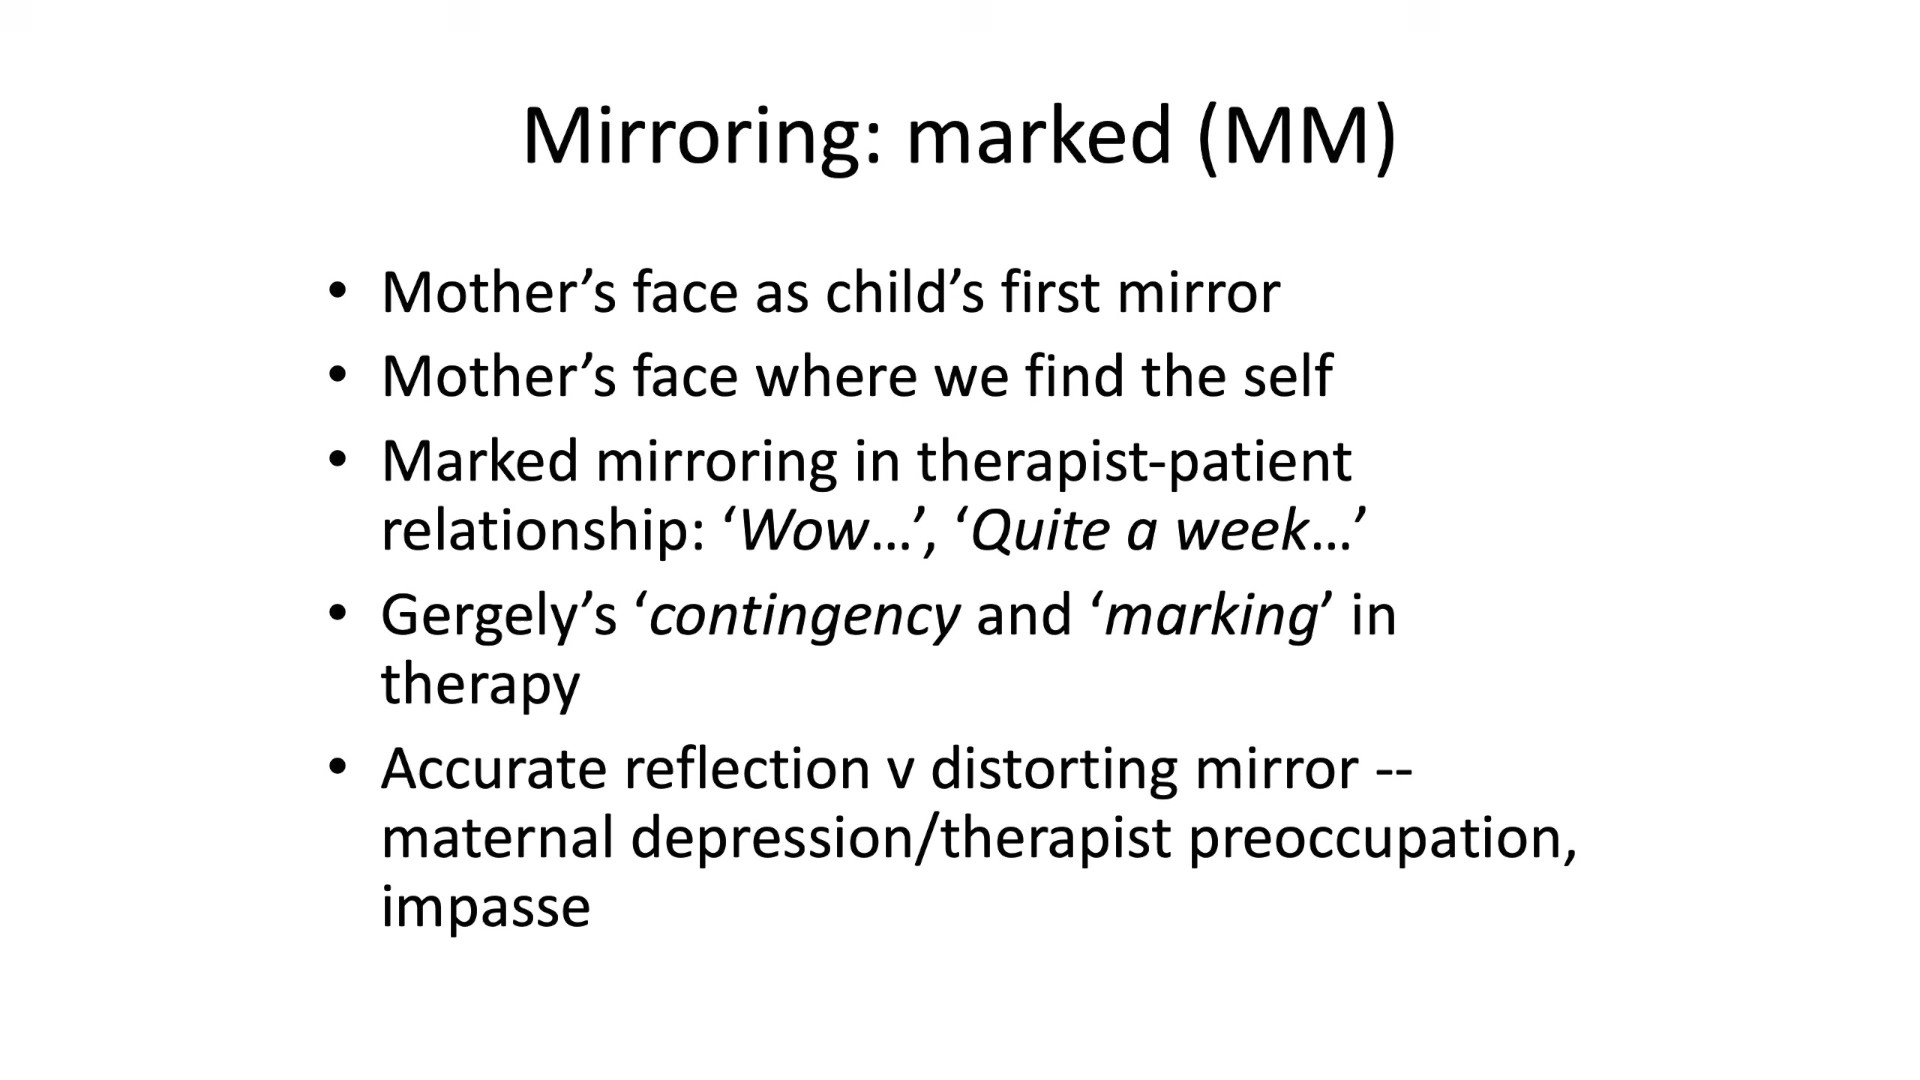 Mirroring: marked (MM)
• Mother’s face as child’s first mirror
• Mother’s face where we find the self
• Marked mirroring in therapist-patient
relationship: ‘Wow…’, ‘Quite a week…’
• Gergely’s ‘contingency and ‘marking’ in
therapy
• Accurate reflection v distorting mirror --
maternal depression/therapist preoccupation,
impasse